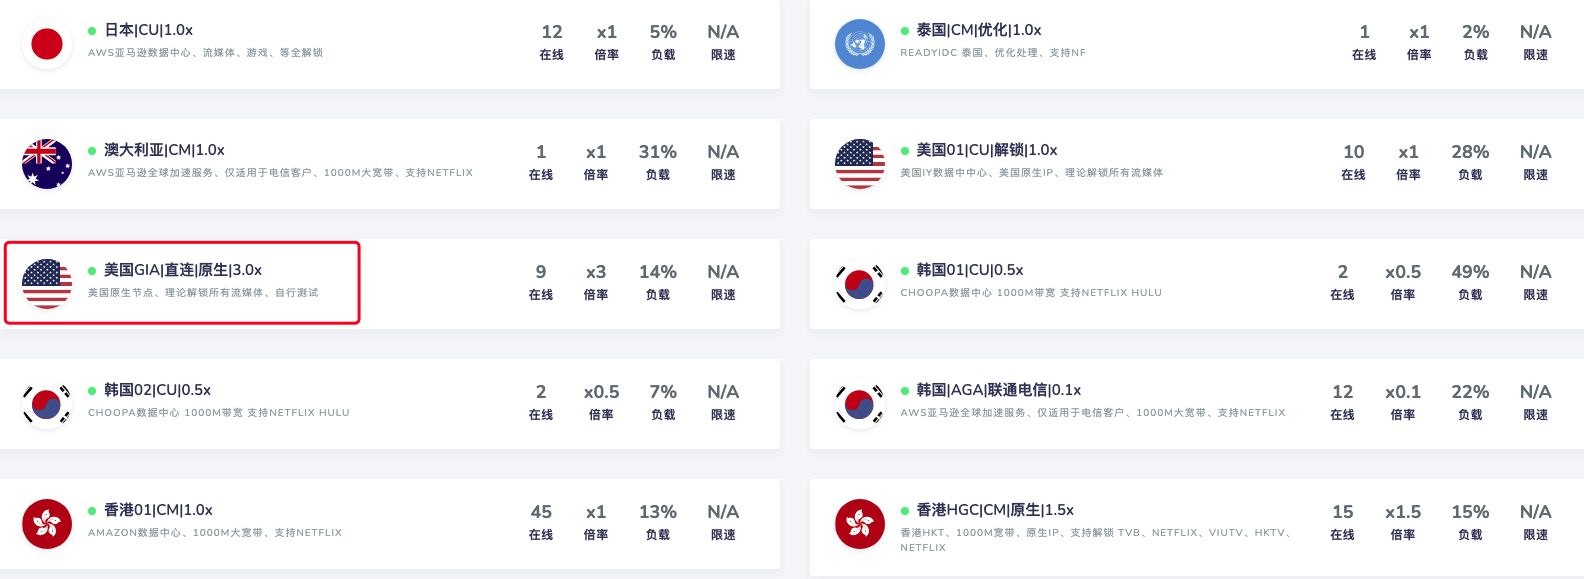 日本|CU|1.0x
AWS亚马逊数据中心、流媒体、游戏、等全解锁
12 x1 5% N/A
在线 倍率 负载 限速
泰国|CM|优化|1.0x
READYIDC 泰国、优化处理、支持NF
1 x1 2% N/A
在线 倍率 负载 限速
澳大利亚|CM|1.0x
AWS亚马逊全球加速服务、仅适用于电信客户、1000M大宽带、支持NETFLIX
1 x1 31% N/A
在线 倍率 负载 限速
美国01|CU|解锁|1.0x
美国IY数据中中心、美国原生IP、理论解锁所有流媒体
10 x1 28% N/A
在线 倍率 负载 限速
美国GIA|直连|原生|3.0x
美国原生节点、理论解锁所有流媒体、自行测试
9 x3 14% N/A
在线 倍率 负载 限速
韩国01|CU|0.5x
CHOOPA数据中心 1000M带宽 支持NETFLIX HULU
2 x0.5 49% N/A
在线 倍率 负载 限速
韩国02|CU|0.5x
CHOOPA数据中心 1000M带宽 支持NETFLIX HULU
2 x0.5 7% N/A
在线 倍率 负载 限速
韩国|AGA|联通电信|0.1x
AWS亚马逊全球加速服务、仅适用于电信客户、1000M大宽带、支持NETFLIX
12 x0.1 22% N/A
在线 倍率 负载 限速
香港01|CM|1.0x
AMAZON数据中心、1000M大宽带、支持NETFLIX
45 x1 13% N/A
在线 倍率 负载 限速
香港HGC|CM|原生|1.5x
香港HKT、1000M宽带、原生IP、支持解锁 TVB、NETFLIX、VIUTV、HKTV、
NETFLIX
15 x1.5 15% N/A
在线 倍率 负载 限速